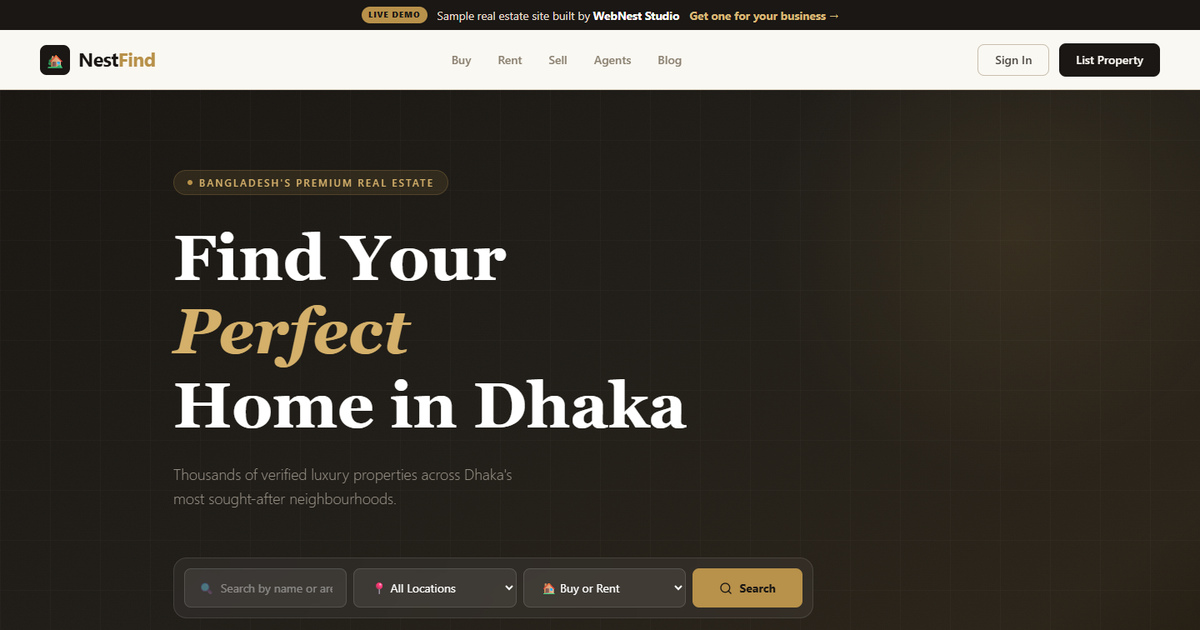 LIVE DEMO Sample real estate site built by WebNest Studio Get one for your business →
NestFind Buy Rent Sell Agents Blog Sign In List Property
BANGLADESH'S PREMIUM REAL ESTATE
Find Your
Perfect
Home in Dhaka
Thousands of verified luxury properties across Dhaka's
most sought-after neighbourhoods.
Search by name or are All Locations Buy or Rent Search